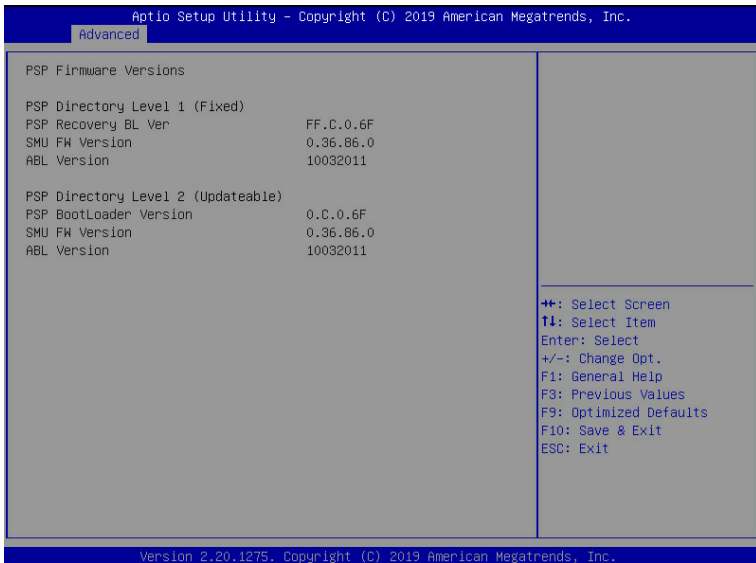 Aptio Setup Utility – Copyright (C) 2019 American Megatrends, Inc.
Advanced
PSP Firmware Versions
PSP Directory Level 1 (Fixed)
PSP Recovery BL Ver FF.C.0.6F
SMU FW Version 0.36.86.0
ABL Version 10032011
PSP Directory Level 2 (Updateable)
PSP BootLoader Version 0.C.0.6F
SMU FW Version 0.36.86.0
ABL Version 10032011
→←: Select Screen
↑↓: Select Item
Enter: Select
+/-: Change Opt.
F1: General Help
F3: Previous Values
F9: Optimized Defaults
F10: Save & Exit
ESC: Exit
Version 2.20.1275. Copyright (C) 2019 American Megatrends, Inc.